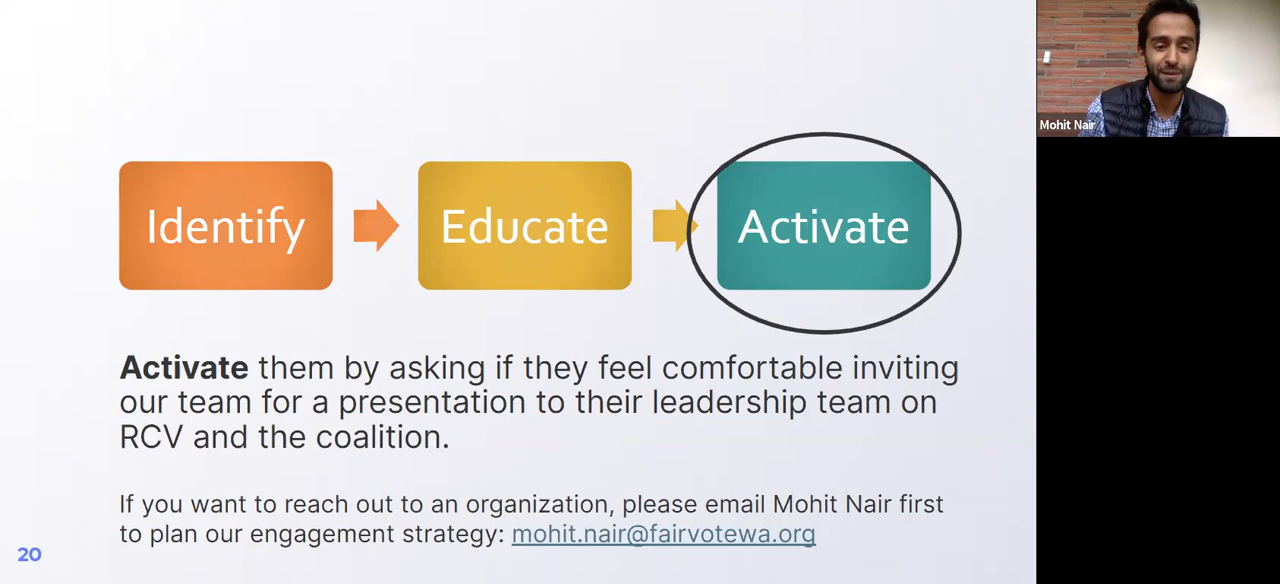 Mohit Nair
Identify
Educate
Activate
Activate them by asking if they feel comfortable inviting
our team for a presentation to their leadership team on
RCV and the coalition.
If you want to reach out to an organization, please email Mohit Nair first
to plan our engagement strategy: mohit.nair@fairvotewa.org
20